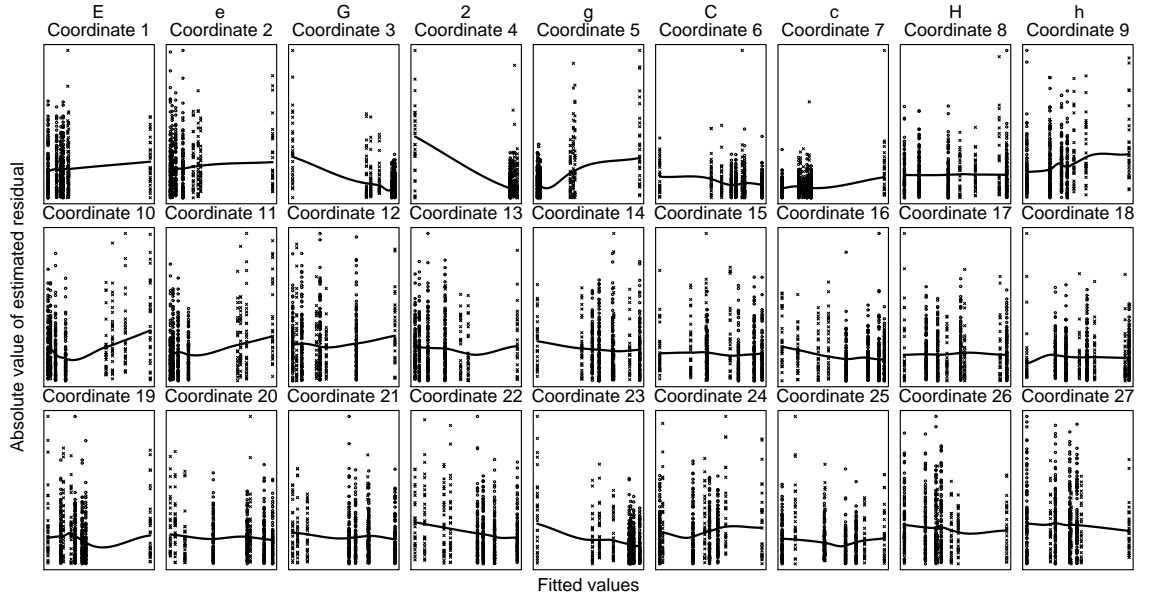 E e G 2 g C c H h
Coordinate 1 Coordinate 2 Coordinate 3 Coordinate 4 Coordinate 5 Coordinate 6 Coordinate 7 Coordinate 8 Coordinate 9
Coordinate 10 Coordinate 11 Coordinate 12 Coordinate 13 Coordinate 14 Coordinate 15 Coordinate 16 Coordinate 17 Coordinate 18
Coordinate 19 Coordinate 20 Coordinate 21 Coordinate 22 Coordinate 23 Coordinate 24 Coordinate 25 Coordinate 26 Coordinate 27
Absolute value of estimated residual
Fitted values